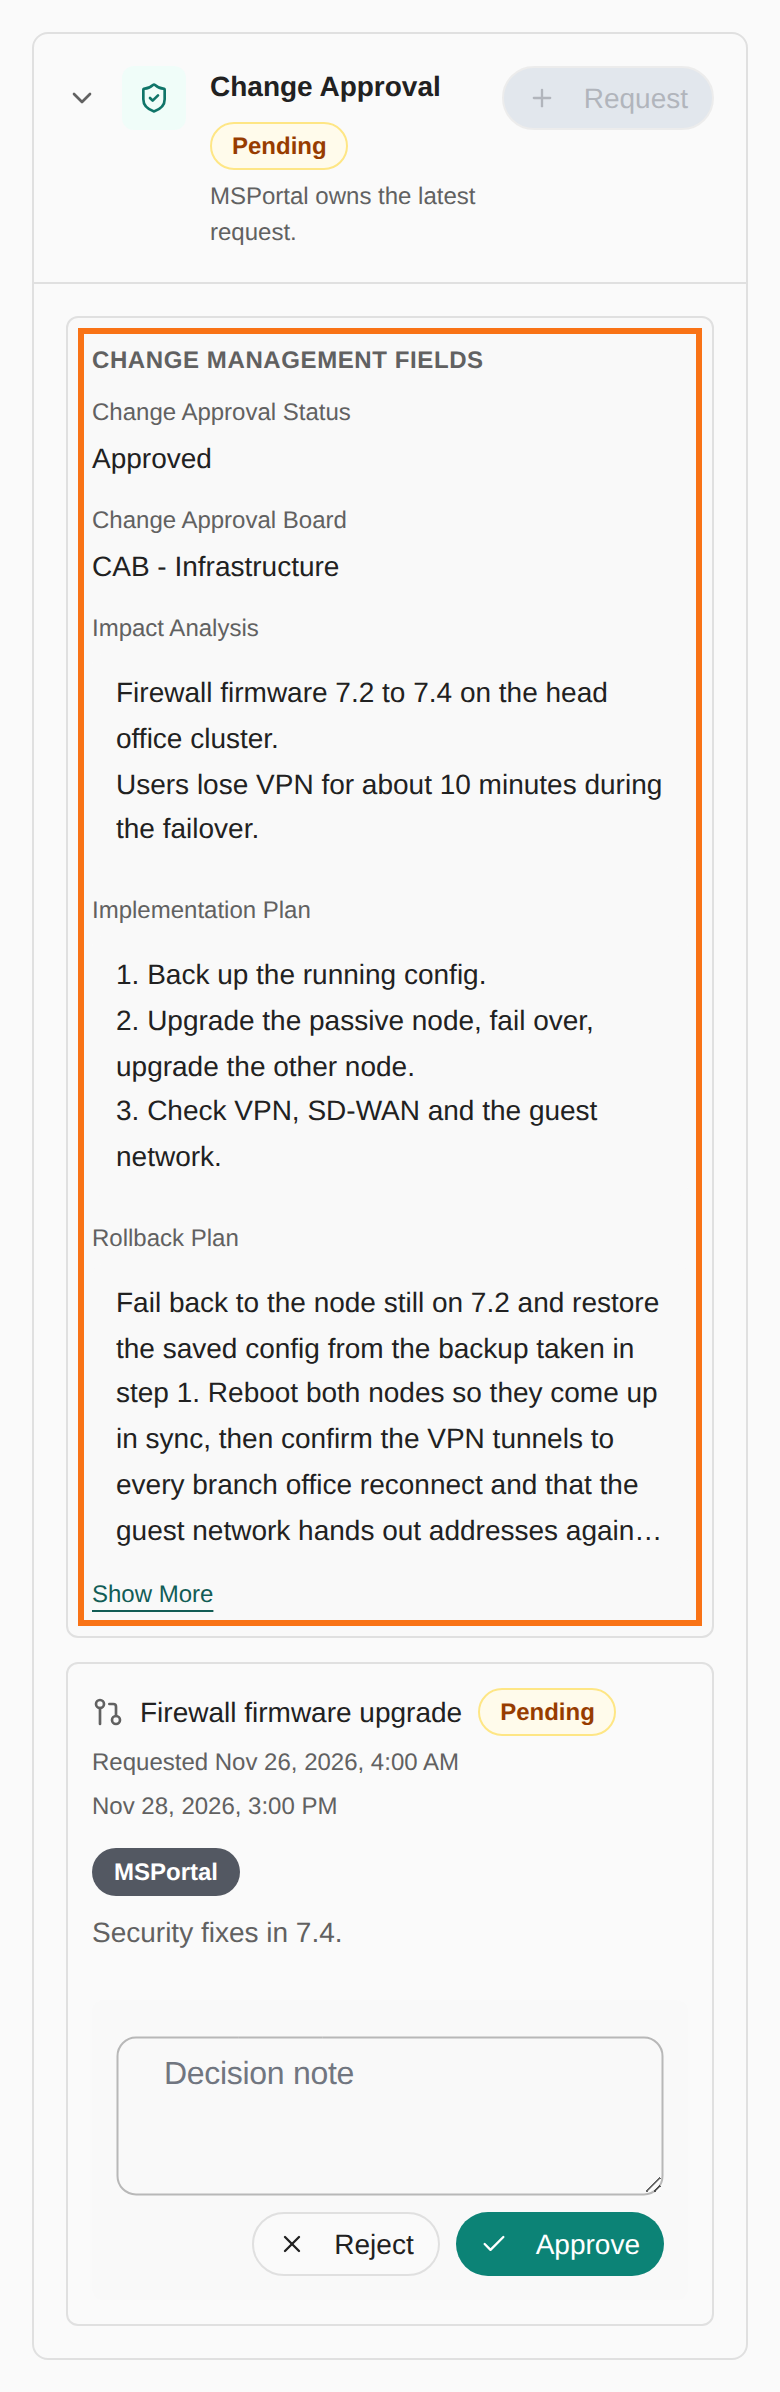 Change Approval
Request
Pending
MSPortal owns the latest
request.
CHANGE MANAGEMENT FIELDS
Change Approval Status
Approved
Change Approval Board
CAB - Infrastructure
Impact Analysis
Firewall firmware 7.2 to 7.4 on the head
office cluster.
Users lose VPN for about 10 minutes during
the failover.
Implementation Plan
1. Back up the running config.
2. Upgrade the passive node, fail over,
upgrade the other node.
3. Check VPN, SD-WAN and the guest
network.
Rollback Plan
Fail back to the node still on 7.2 and restore
the saved config from the backup taken in
step 1. Reboot both nodes so they come up
in sync, then confirm the VPN tunnels to
every branch office reconnect and that the
guest network hands out addresses again…
Show More
Firewall firmware upgrade Pending
Requested Nov 26, 2026, 4:00 AM
Nov 28, 2026, 3:00 PM
MSPortal
Security fixes in 7.4.
Decision note
Reject Approve